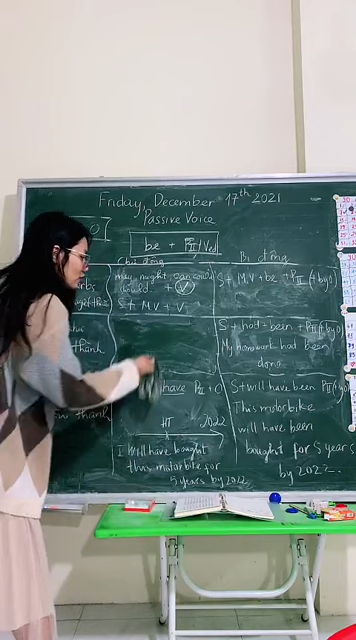 Friday, December 17th 2021
Passive Voice
be + PII/Ved
Chủ động
Bị động
may, might, can, could
should + V
S + M.V + V
S + M.V + be + PII (+ by O)
thành
S + had + been + PII (+ by O)
My homework had been
done
have PII + O
HT 2022
I will have bought
this motorbike for
5 years by 2022
thành
S + will have been PII (+ by O)
This motorbike
will have been
bought for 5 years
by 2022.